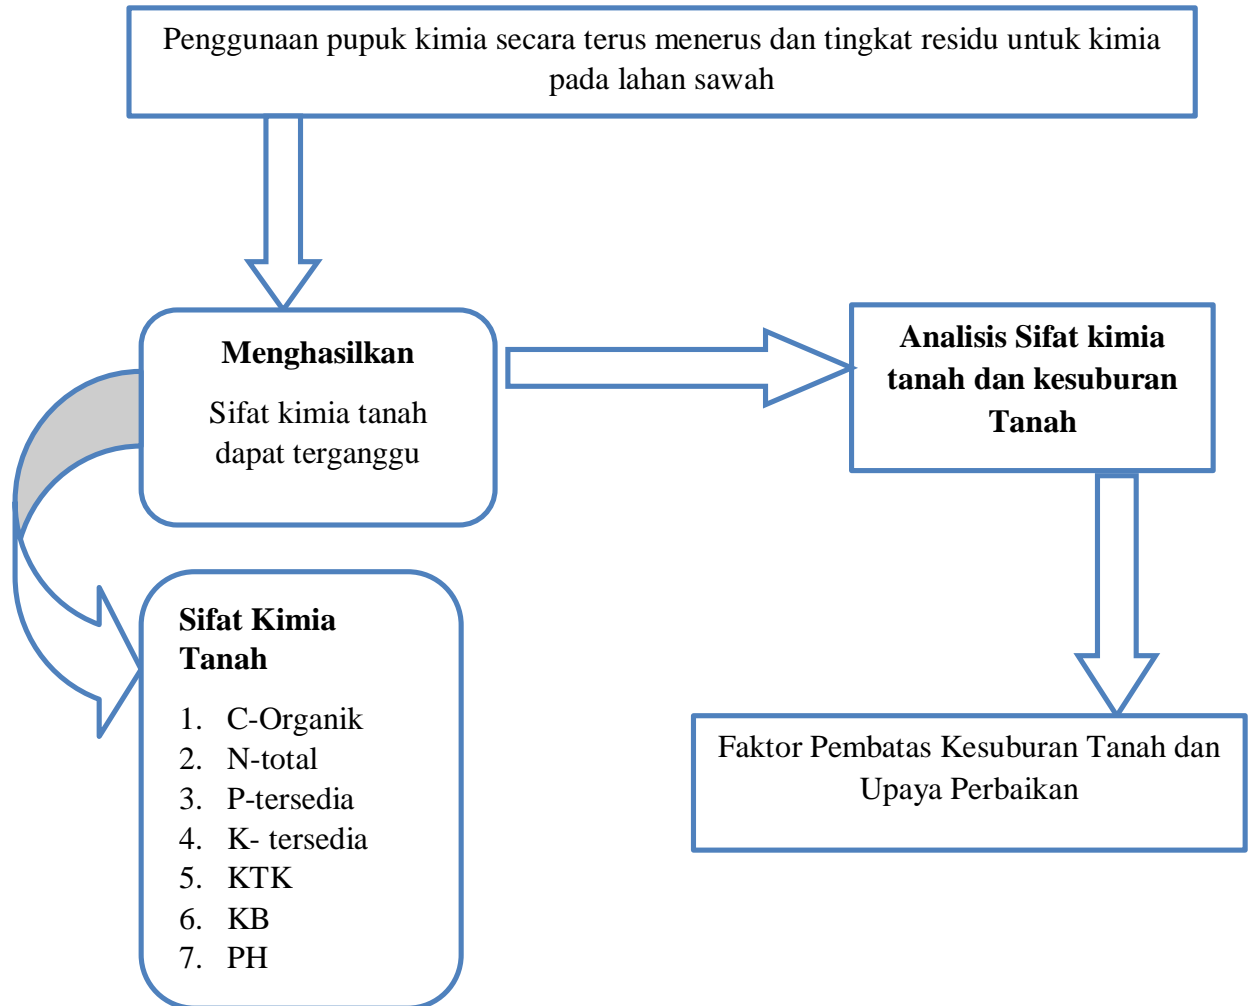 Penggunaan pupuk kimia secara terus menerus dan tingkat residu untuk kimia
pada lahan sawah
Menghasilkan
Sifat kimia tanah
dapat terganggu
Analisis Sifat kimia
tanah dan kesuburan
Tanah
Sifat Kimia
Tanah
1. C-Organik
2. N-total
3. P-tersedia
4. K- tersedia
5. KTK
6. KB
7. PH
Faktor Pembatas Kesuburan Tanah dan
Upaya Perbaikan